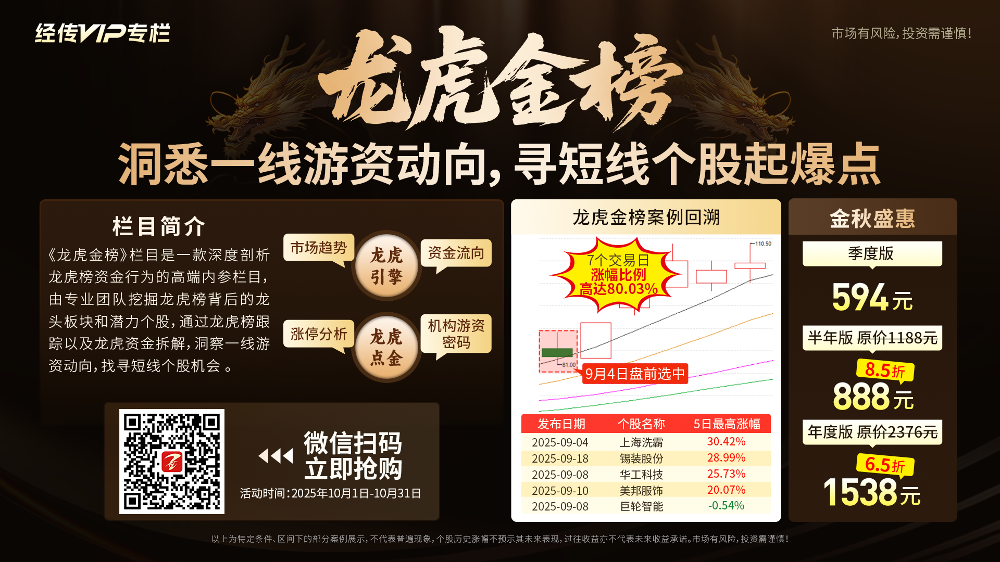 经传VIP专栏
市场有风险，投资需谨慎！
龙虎金榜
洞悉一线游资动向，寻短线个股起爆点
栏目简介
《龙虎金榜》栏目是一款深度剖析
龙虎榜资金行为的高端内参栏目，
由专业团队挖掘龙虎榜背后的龙
头板块和潜力个股，通过龙虎榜跟
踪以及龙虎资金拆解，洞察一线游
资动向，找寻短线个股机会 。
市场趋势
龙虎
引擎
资金流向
涨停分析
龙虎
点金
机构游资
密码
微信扫码
立即抢购
活动时间：2025年10月1日-10月31日
龙虎金榜案例回溯
110.50
7个交易日
涨幅比例
高达80.03%
81.00
9月4日盘前选中
发布日期 个股名称 5日最高涨幅
2025-09-04 上海洗霸 30.42%
2025-09-18 锡装股份 28.99%
2025-09-08 华工科技 25.73%
2025-09-10 美邦服饰 20.07%
2025-09-08 巨轮智能 -0.54%
金秋盛惠
季度版
594元
半年版 原价1188元
8.5折
888元
年度版 原价2376元
6.5折
1538元
以上为特定条件、区间下的部分案例展示，不代表普遍现象，个股历史涨幅不预示其未来表现，过往收益亦不代表未来收益承诺。市场有风险，投资需谨慎！